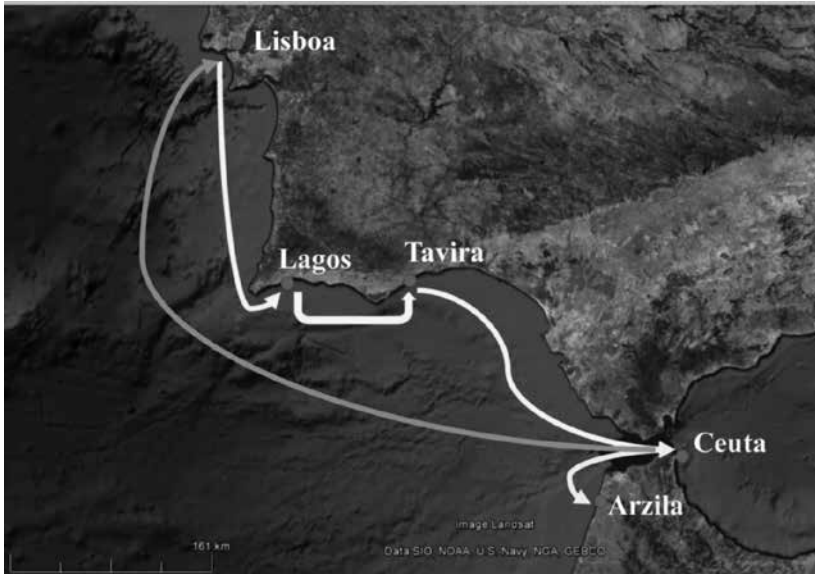 Lisboa
Lagos
Tavira
Ceuta
Arzila
Image Landsat
161 km
Data SIO, NOAA, U.S. Navy, NGA, GEBCO